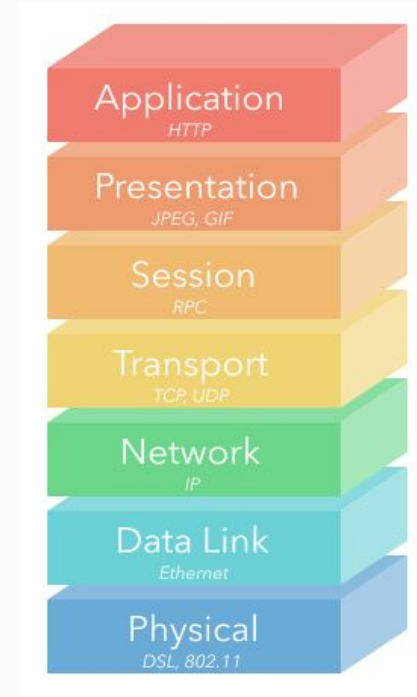 Application
HTTP
Presentation
JPEG, GIF
Session
RPC
Transport
TCP, UDP
Network
IP
Data Link
Ethernet
Physical
DSL, 802.11